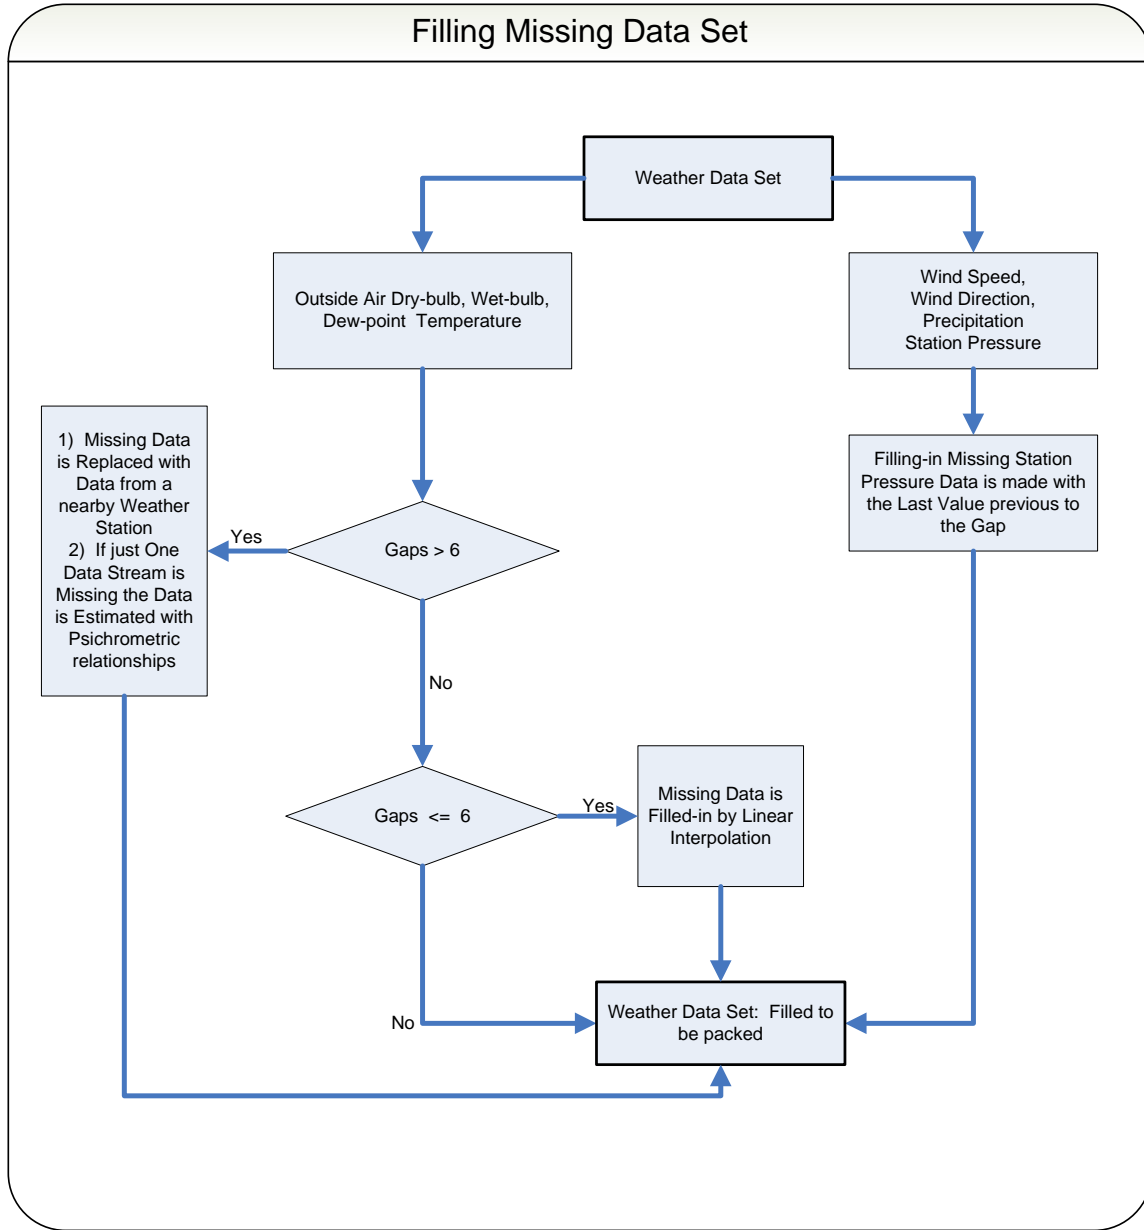 Filling Missing Data Set
Weather Data Set
Outside Air Dry-bulb, Wet-bulb,
Dew-point Temperature
Wind Speed,
Wind Direction,
Precipitation
Station Pressure
1) Missing Data
is Replaced with
Data from a
nearby Weather
Station
2) If just One
Data Stream is
Missing the Data
is Estimated with
Psichrometric
relationships
Filling-in Missing Station
Pressure Data is made with
the Last Value previous to
the Gap
Yes
Gaps > 6
No
Gaps <= 6
Yes
Missing Data is
Filled-in by Linear
Interpolation
No
Weather Data Set: Filled to
be packed